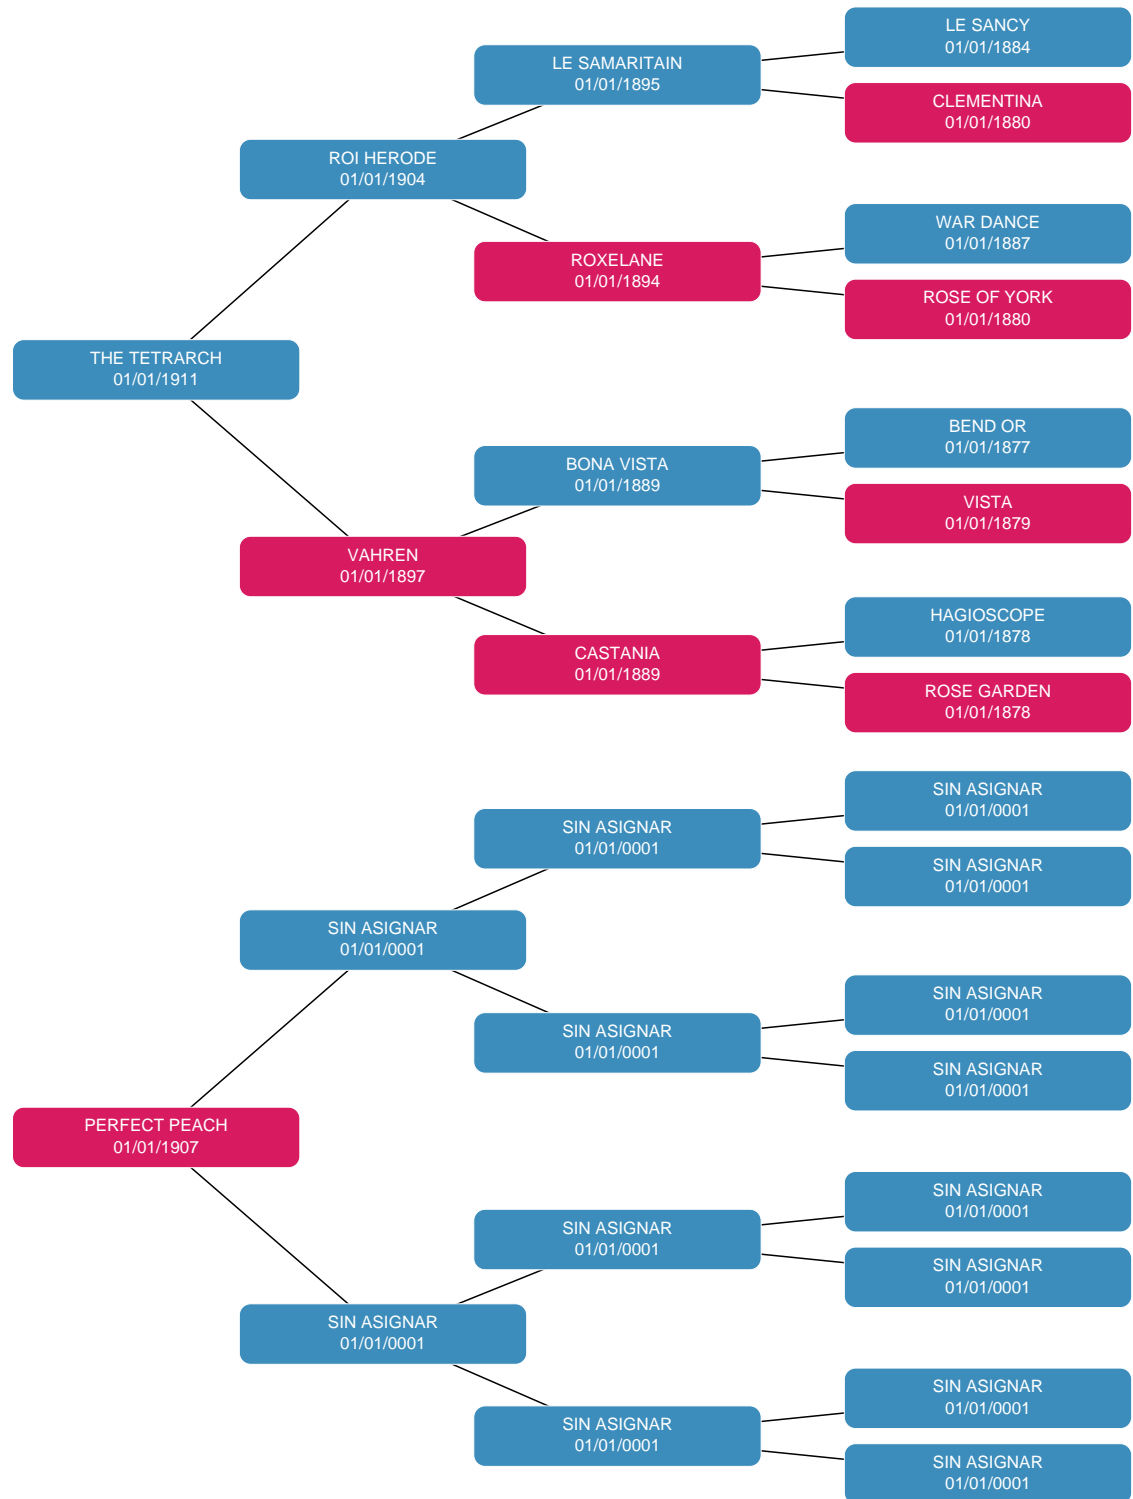 LE SANCY
01/01/1884
LE SAMARITAIN
01/01/1895
CLEMENTINA
01/01/1880
ROI HERODE
01/01/1904
WAR DANCE
01/01/1887
ROXELANE
01/01/1894
ROSE OF YORK
01/01/1880
THE TETRARCH
01/01/1911
BEND OR
01/01/1877
BONA VISTA
01/01/1889
VISTA
01/01/1879
VAHREN
01/01/1897
HAGIOSCOPE
01/01/1878
CASTANIA
01/01/1889
ROSE GARDEN
01/01/1878
SIN ASIGNAR
01/01/0001
SIN ASIGNAR
01/01/0001
SIN ASIGNAR
01/01/0001
SIN ASIGNAR
01/01/0001
SIN ASIGNAR
01/01/0001
SIN ASIGNAR
01/01/0001
SIN ASIGNAR
01/01/0001
PERFECT PEACH
01/01/1907
SIN ASIGNAR
01/01/0001
SIN ASIGNAR
01/01/0001
SIN ASIGNAR
01/01/0001
SIN ASIGNAR
01/01/0001
SIN ASIGNAR
01/01/0001
SIN ASIGNAR
01/01/0001
SIN ASIGNAR
01/01/0001